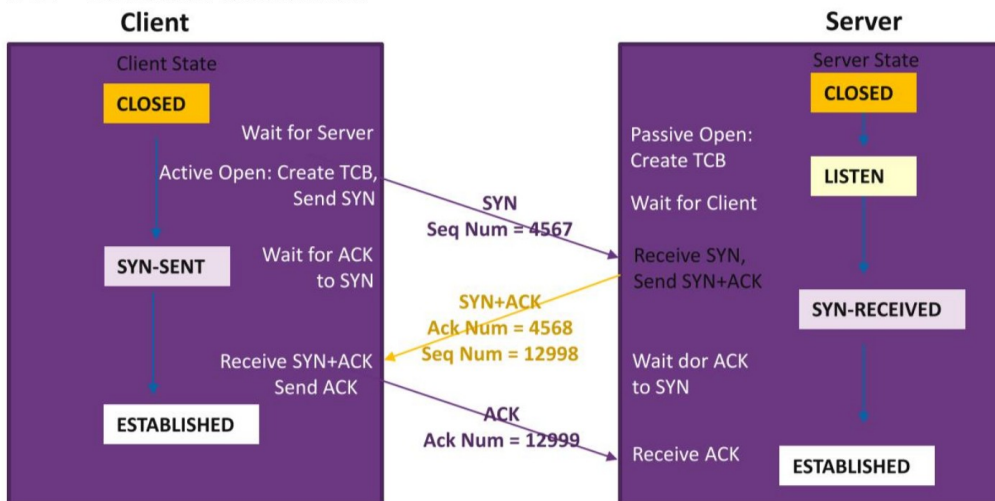 Client
Client State
CLOSED
Wait for Server
Active Open: Create TCB,
Send SYN
SYN-SENT
Wait for ACK
to SYN
Receive SYN+ACK
Send ACK
ESTABLISHED
SYN
Seq Num = 4567
SYN+ACK
Ack Num = 4568
Seq Num = 12998
ACK
Ack Num = 12999
Server
Server State
CLOSED
Passive Open:
Create TCB
LISTEN
Wait for Client
Receive SYN,
Send SYN+ACK
SYN-RECEIVED
Wait dor ACK
to SYN
Receive ACK
ESTABLISHED